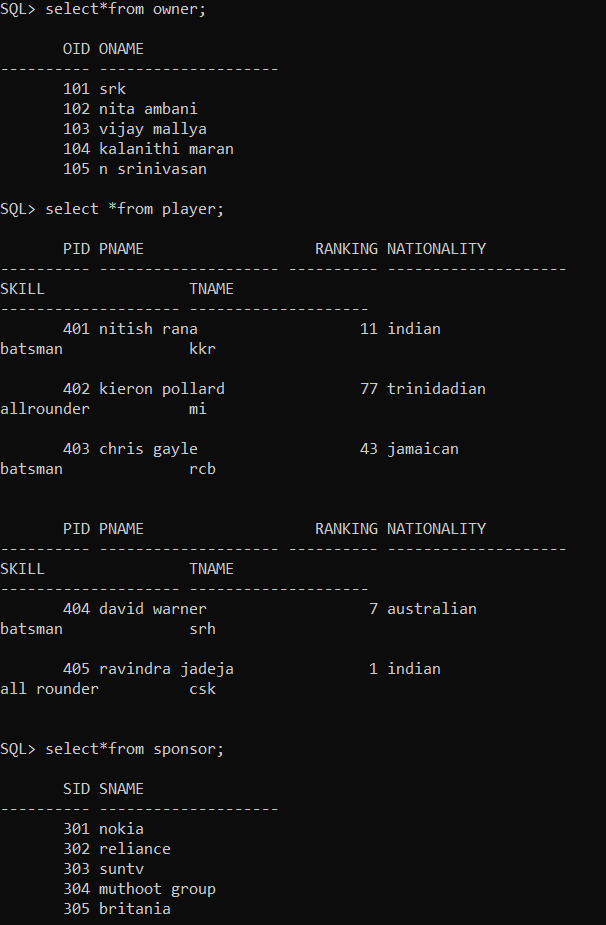 SQL> select*from owner;
       OID ONAME
---------- --------------------
       101 srk
       102 nita ambani
       103 vijay mallya
       104 kalanithi maran
       105 n srinivasan
SQL> select *from player;
       PID PNAME                   RANKING NATIONALITY
---------- -------------------- ---------- --------------------
SKILL                TNAME
-------------------- --------------------
       401 nitish rana                  11 indian
batsman              kkr
       402 kieron pollard               77 trinidadian
allrounder           mi
       403 chris gayle                  43 jamaican
batsman              rcb
       PID PNAME                   RANKING NATIONALITY
---------- -------------------- ---------- --------------------
SKILL                TNAME
-------------------- --------------------
       404 david warner                  7 australian
batsman              srh
       405 ravindra jadeja               1 indian
all rounder          csk
SQL> select*from sponsor;
       SID SNAME
---------- --------------------
       301 nokia
       302 reliance
       303 suntv
       304 muthoot group
       305 britania